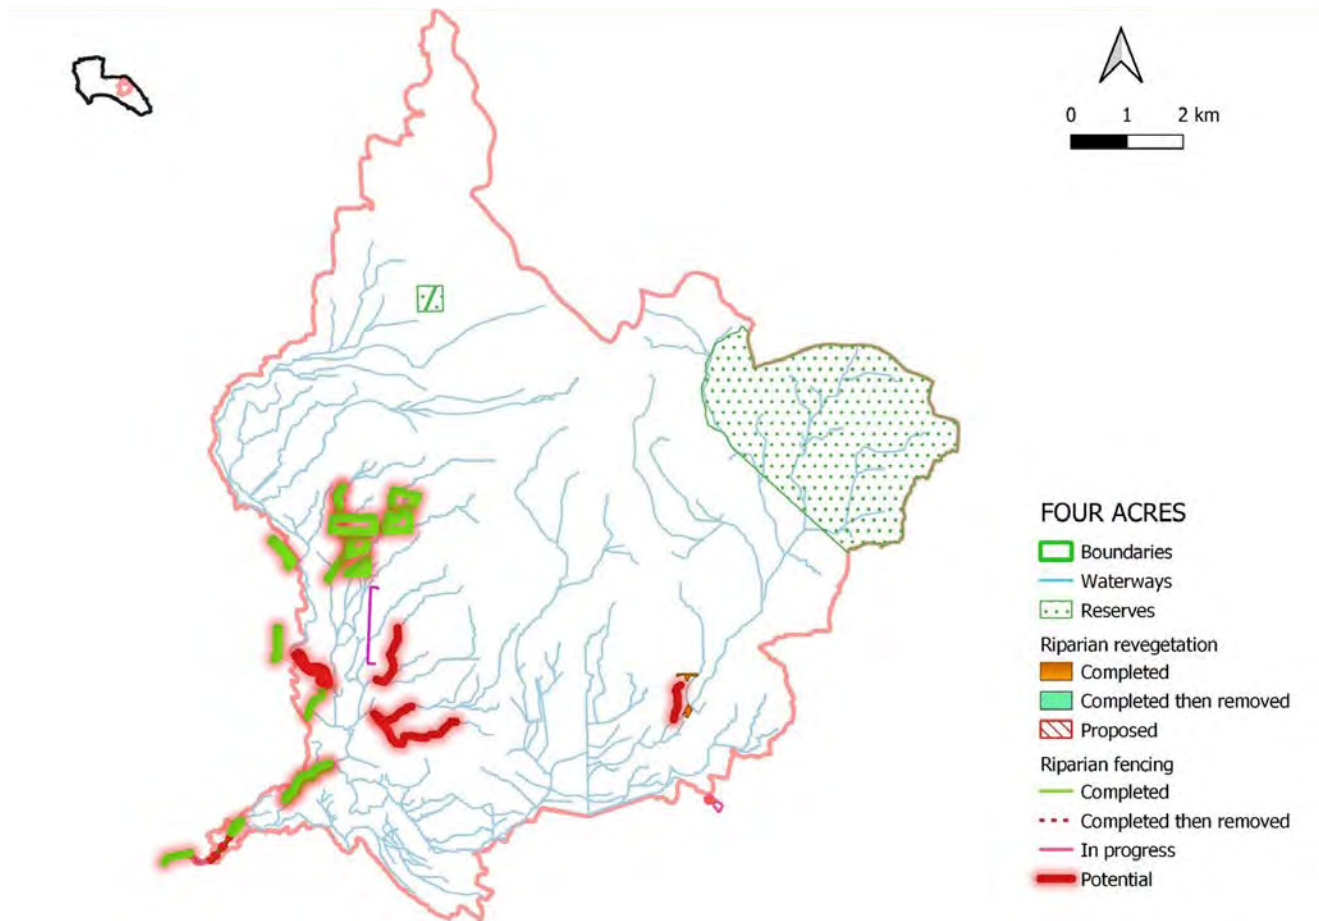 0 1 2 km
FOUR ACRES
Boundaries
Waterways
Reserves
Riparian revegetation
Completed
Completed then removed
Proposed
Riparian fencing
Completed
Completed then removed
In progress
Potential